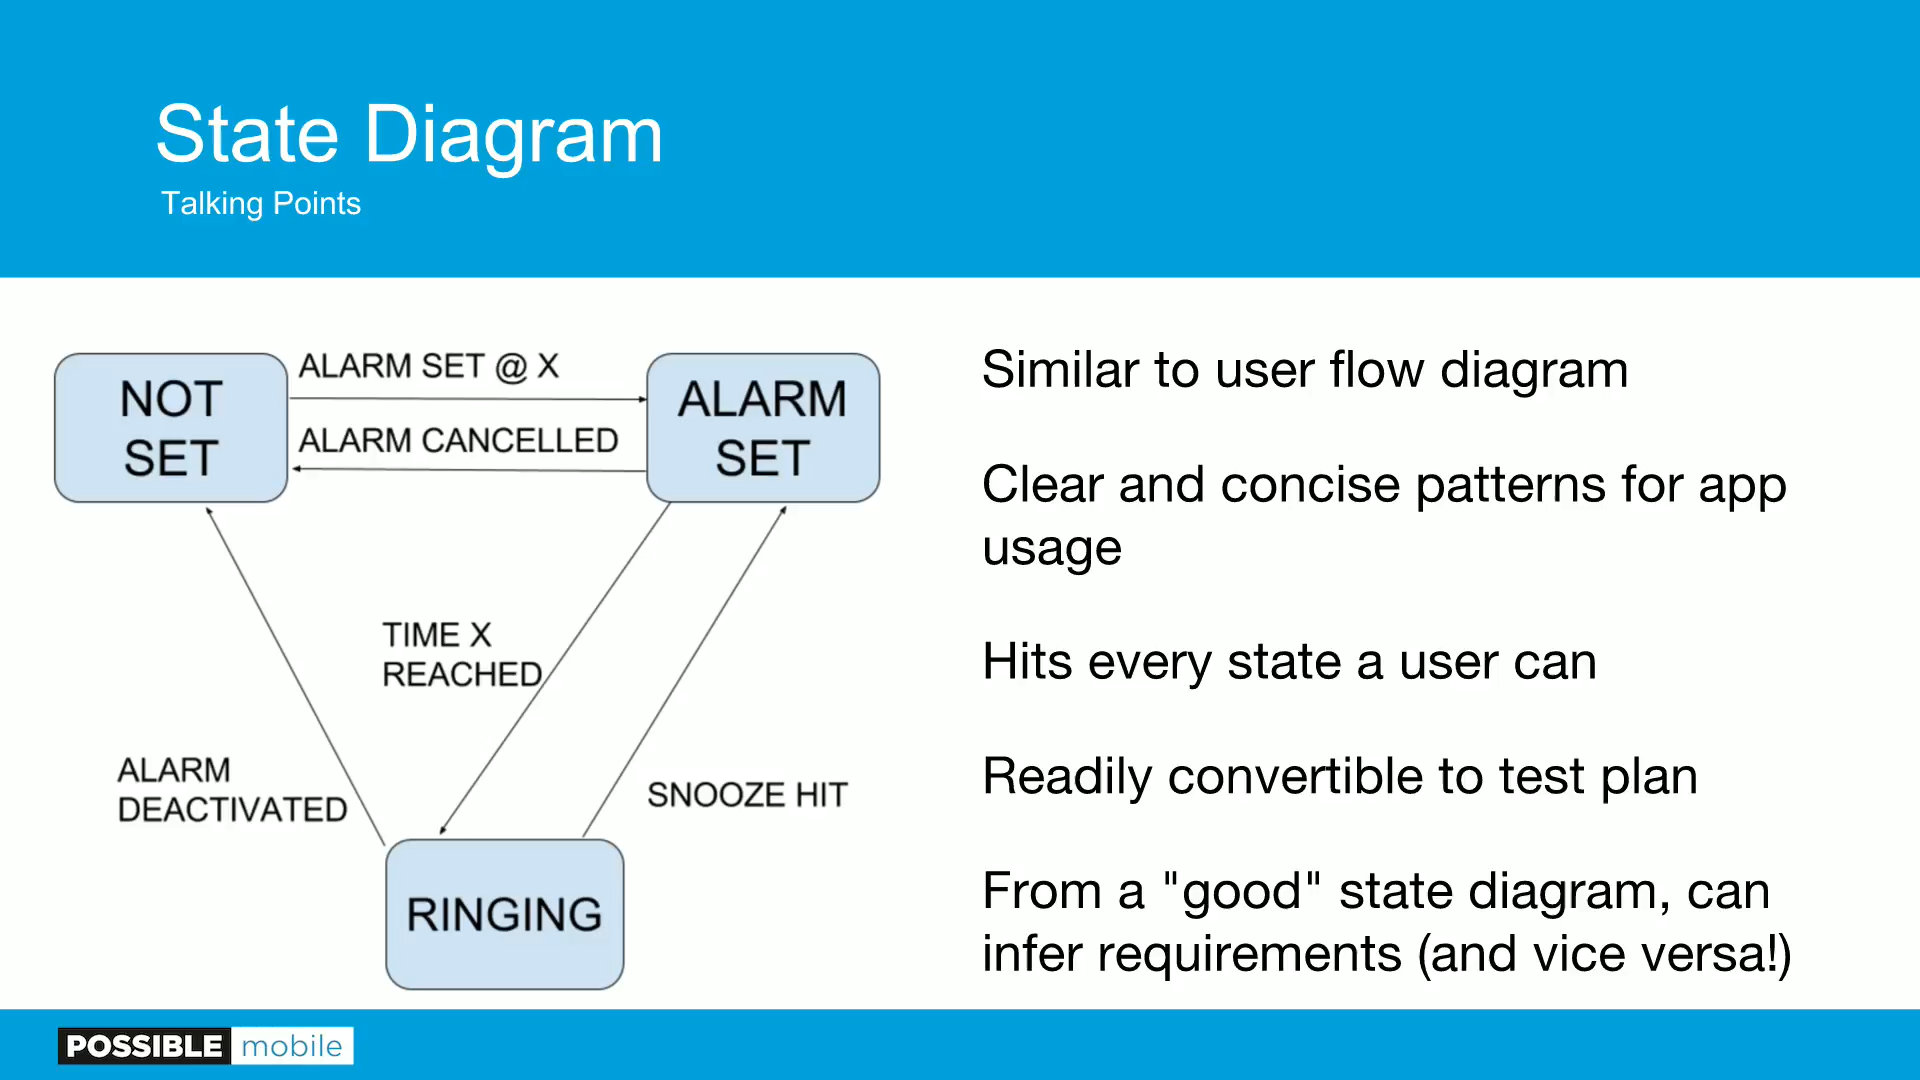 State Diagram
Talking Points
NOT
SET
ALARM SET @ X
ALARM CANCELLED
ALARM
SET
TIME X
REACHED
ALARM
DEACTIVATED
SNOOZE HIT
RINGING
Similar to user flow diagram
Clear and concise patterns for app
usage
Hits every state a user can
Readily convertible to test plan
From a "good" state diagram, can
infer requirements (and vice versa!)
POSSIBLE mobile